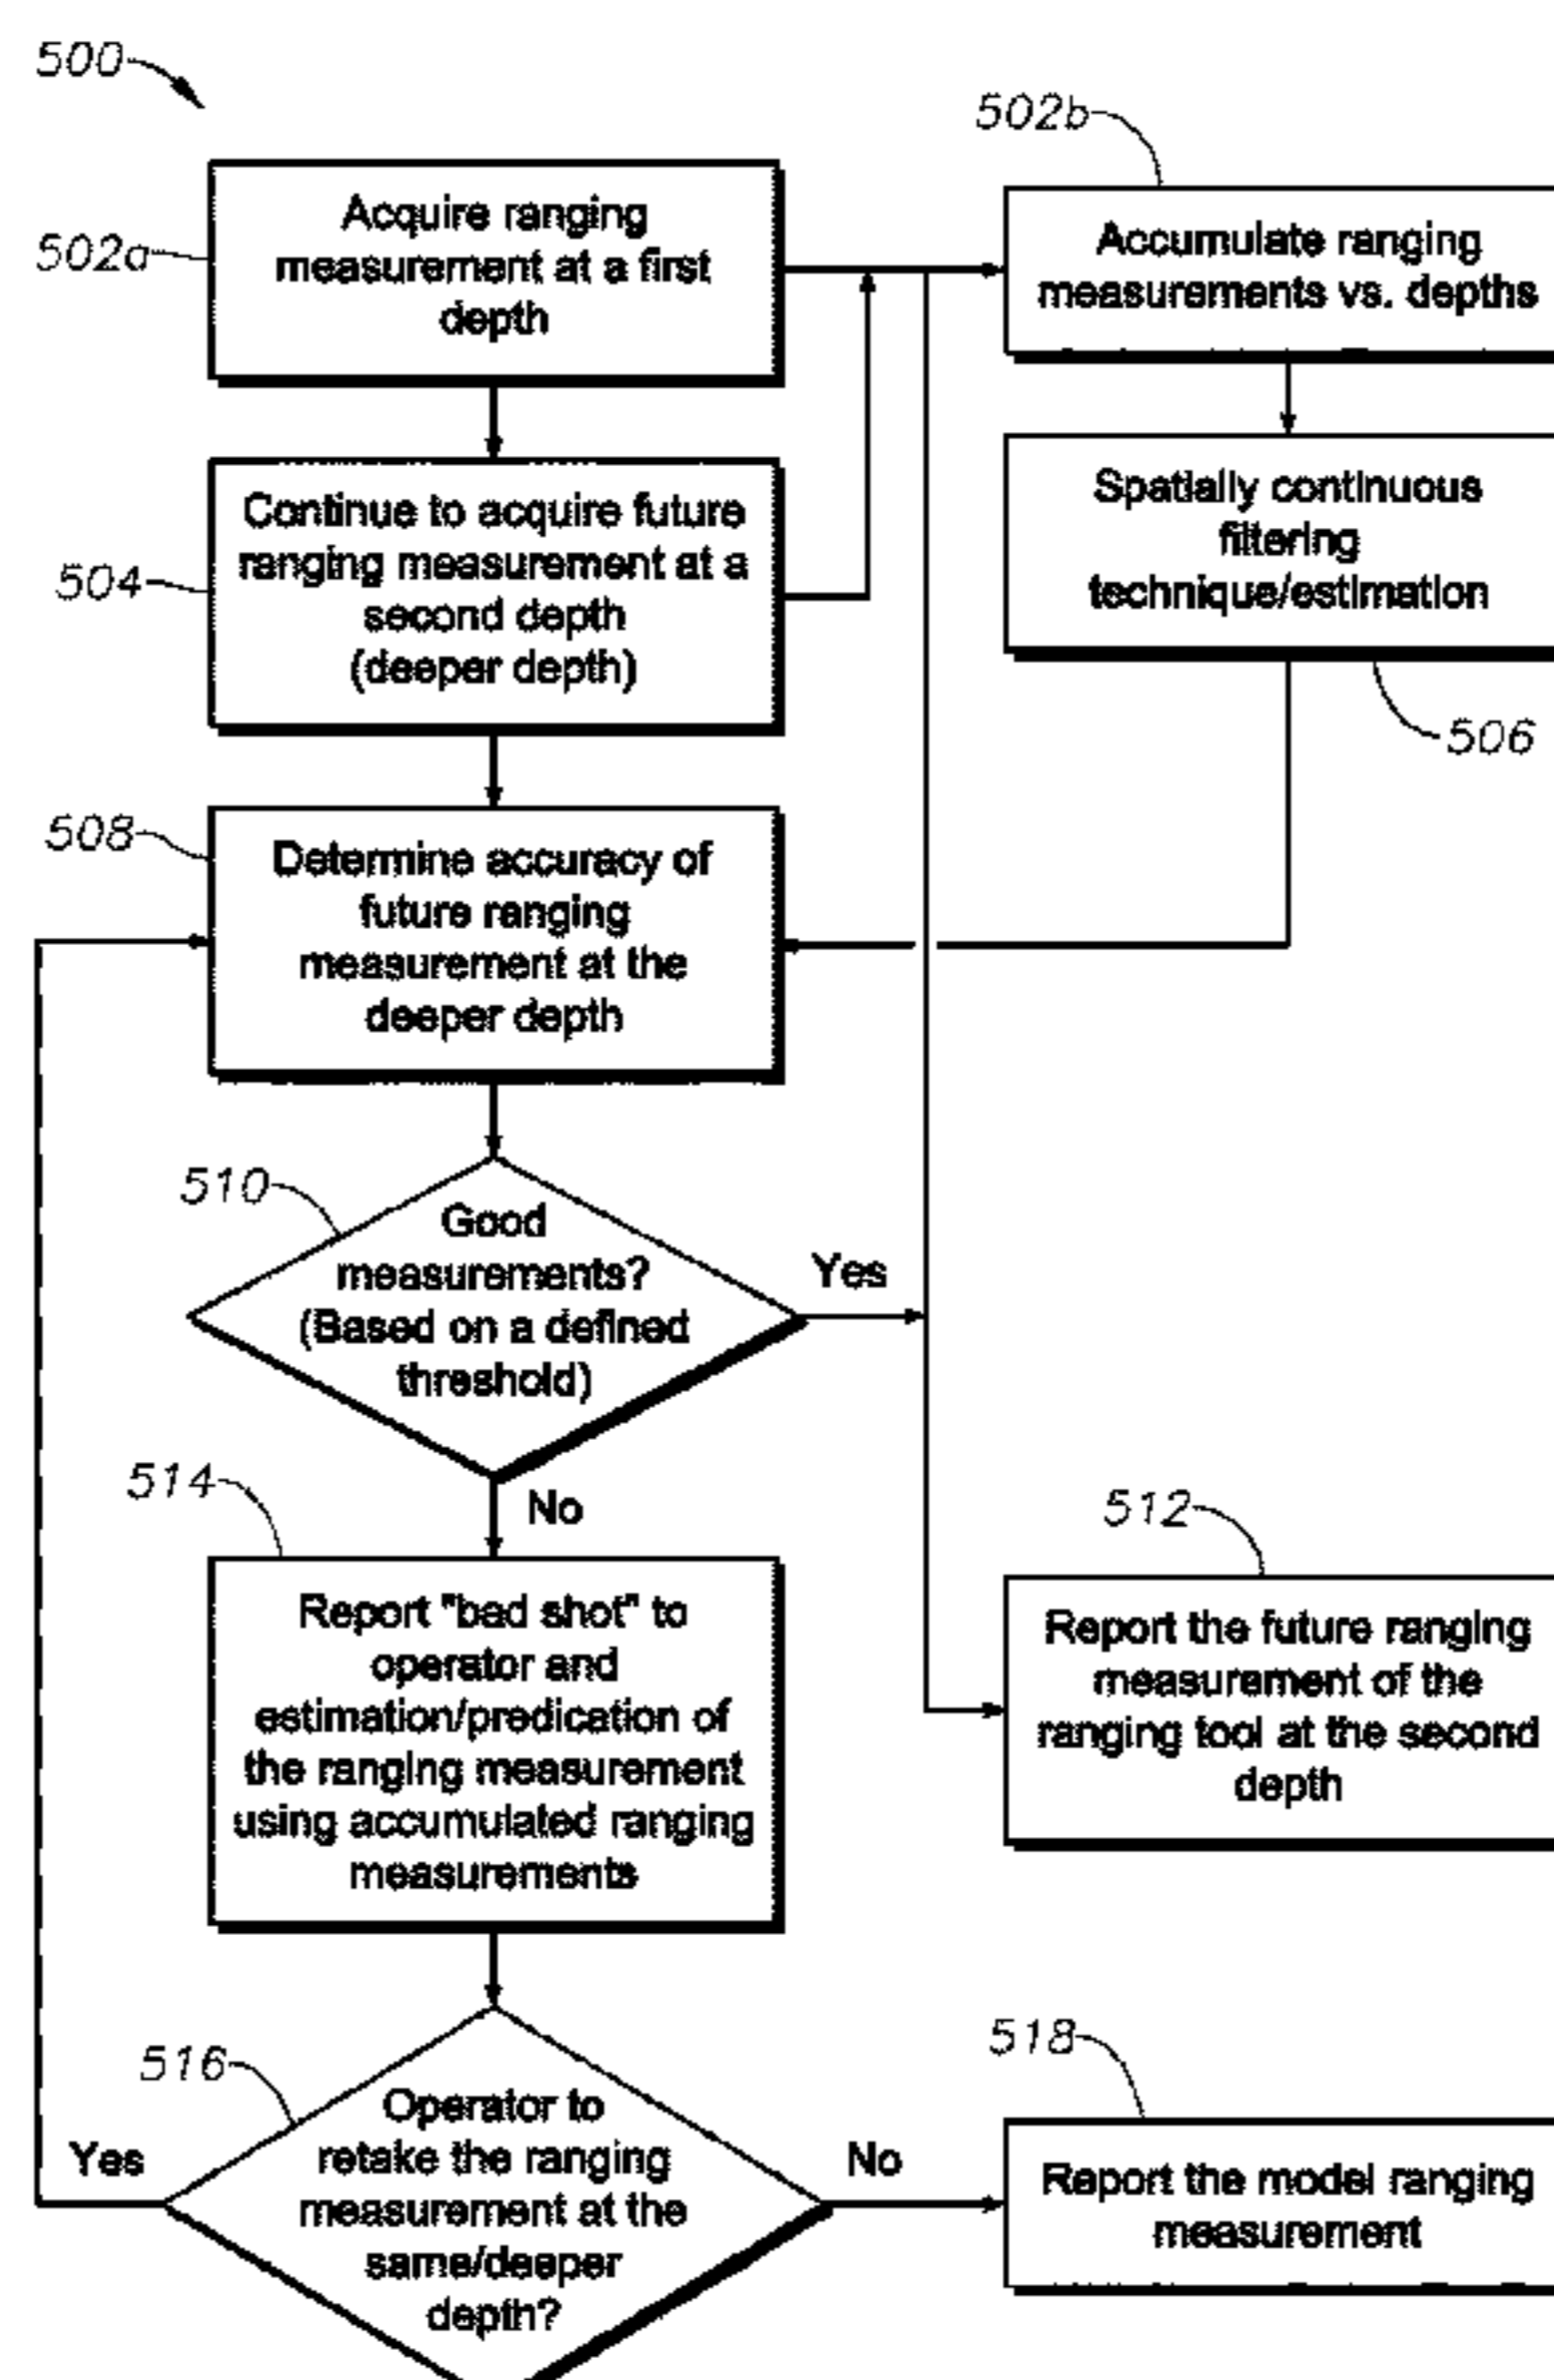 500
502a
Acquire ranging
measurement at a first
depth
502b
Accumulate ranging
measurements vs. depths
504
Continue to acquire future
ranging measurement at a
second depth
(deeper depth)
Spatially continuous
filtering
technique/estimation
506
508
Determine accuracy of
future ranging
measurement at the
deeper depth
510
Good
measurements?
(Based on a defined
threshold)
Yes
No
514
Report "bad shot" to
operator and
estimation/predication of
the ranging measurement
using accumulated ranging
measurements
512
Report the future ranging
measurement of the
ranging tool at the second
depth
516
Operator to
retake the ranging
measurement at the
same/deeper
depth?
Yes
No
518
Report the model ranging
measurement